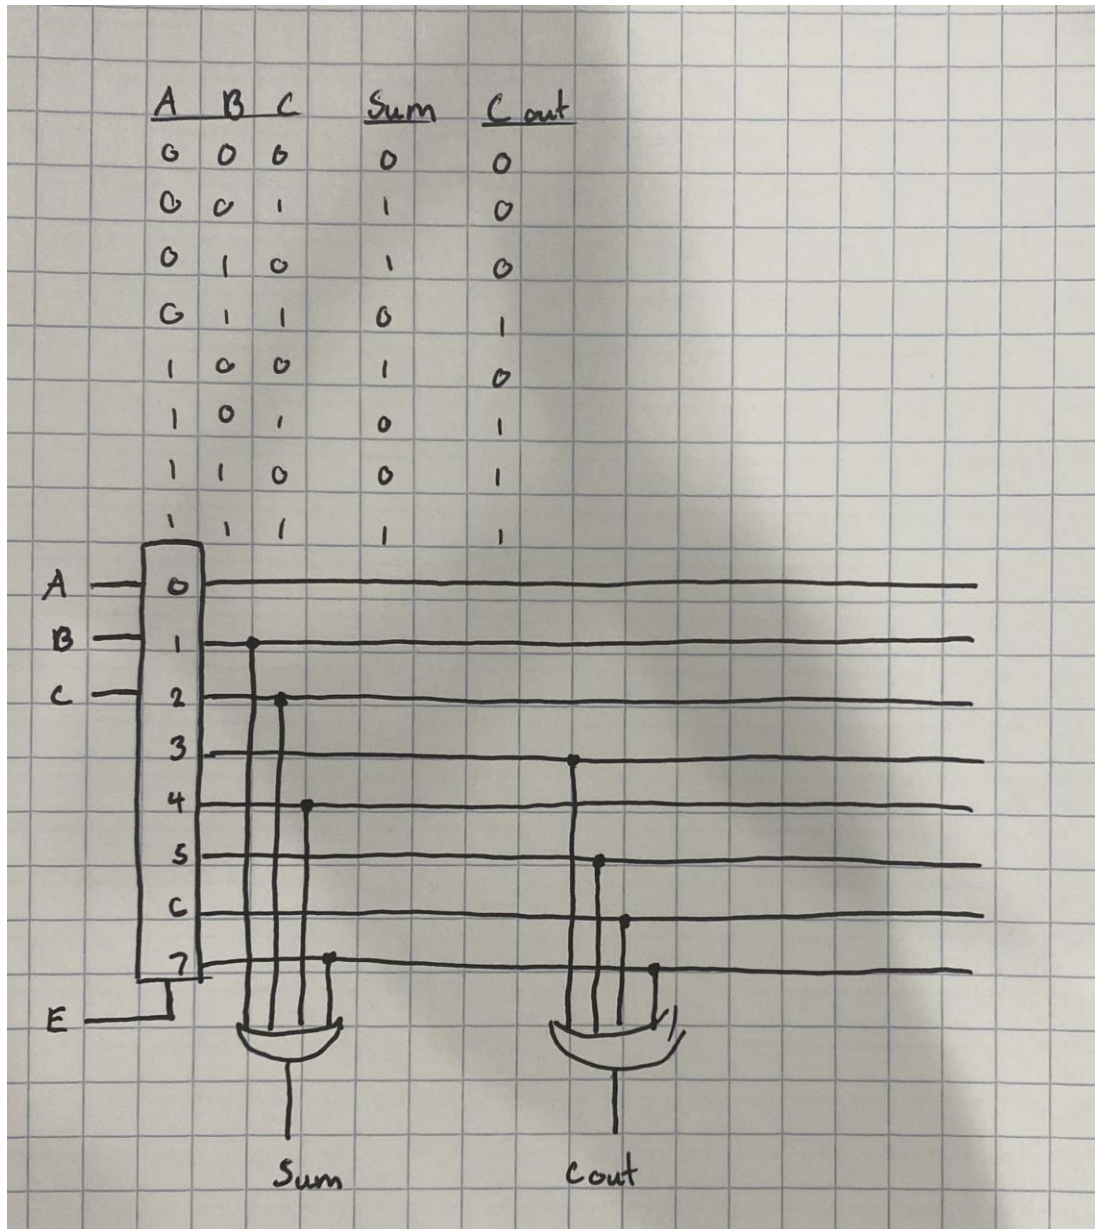 A B C Sum C out
0 0 0 0 0
0 0 1 1 0
0 1 0 1 0
0 1 1 0 1
1 0 0 1 0
1 0 1 0 1
1 1 0 0 1
1 1 1 1 1
A 0
B 1
C 2
3
4
5
6
7
E
Sum Cout